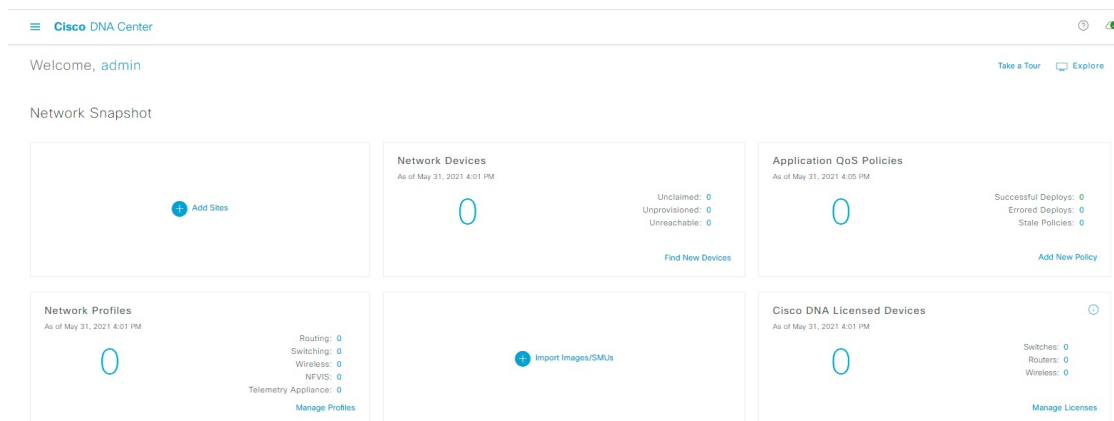 Cisco DNA Center
Welcome, admin
Take a Tour
Explore
Network Snapshot
Add Sites
Network Devices
As of May 31, 2021 4:01 PM
0
Unclaimed: 0
Unprovisioned: 0
Unreachable: 0
Find New Devices
Application QoS Policies
As of May 31, 2021 4:05 PM
0
Successful Deploys: 0
Errored Deploys: 0
Stale Policies: 0
Add New Policy
Network Profiles
As of May 31, 2021 4:01 PM
0
Routing: 0
Switching: 0
Wireless: 0
NFVIS: 0
Telemetry Appliance: 0
Manage Profiles
Import Images/SMUs
Cisco DNA Licensed Devices
As of May 31, 2021 4:01 PM
0
Switches: 0
Routers: 0
Wireless: 0
Manage Licenses